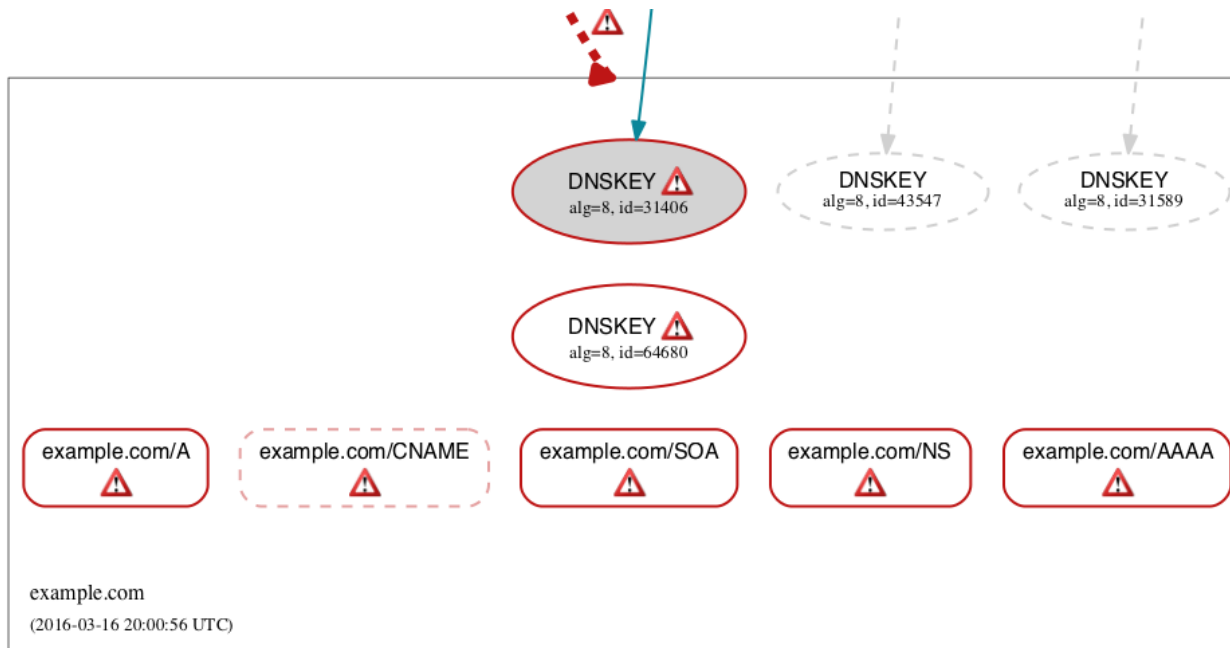 DNSKEY
alg=8, id=31406
DNSKEY
alg=8, id=43547
DNSKEY
alg=8, id=31589
DNSKEY
alg=8, id=64680
example.com/A
example.com/CNAME
example.com/SOA
example.com/NS
example.com/AAAA
example.com
(2016-03-16 20:00:56 UTC)